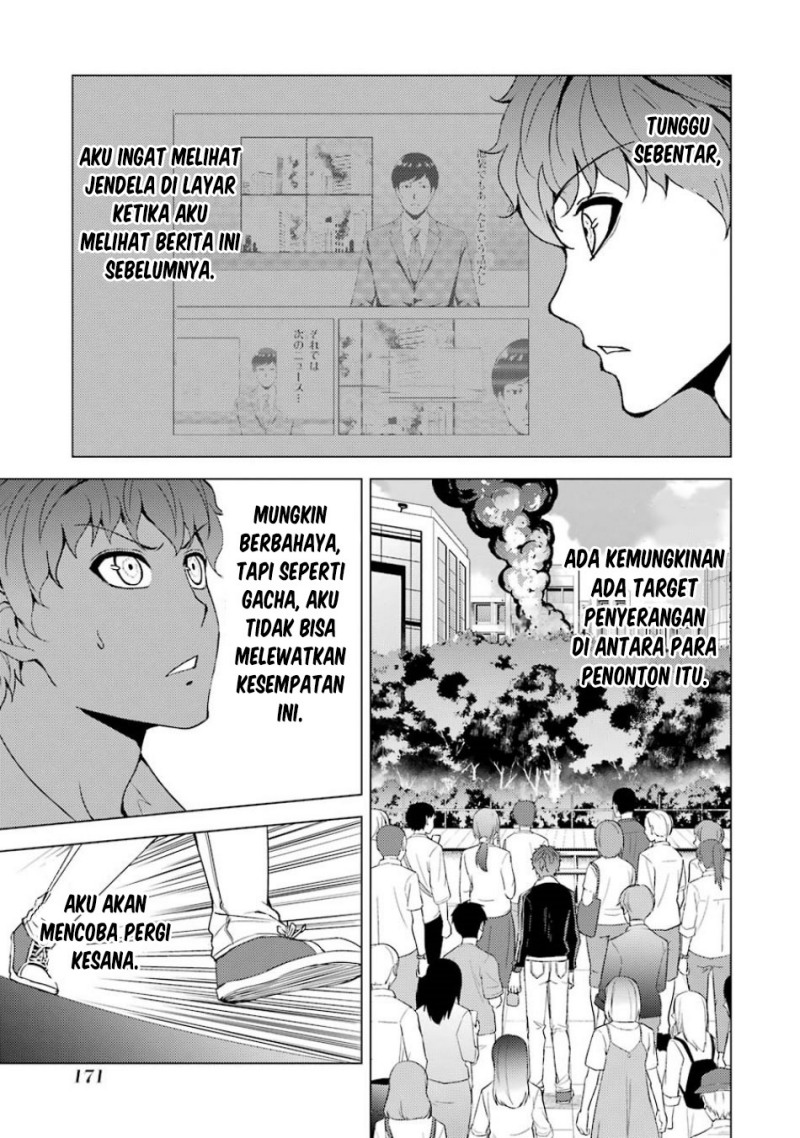 TUNGGU
SEBENTAR,
AKU INGAT MELIHAT
JENDELA DI LAYAR
KETIKA AKU
MELIHAT BERITA INI
SEBELUMNYA.
それでは
次のニュース…
ADA KEMUNGKINAN
ADA TARGET
PENYERANGAN
DI ANTARA PARA
PENONTON ITU.
MUNGKIN
BERBAHAYA,
TAPI SEPERTI
GACHA, AKU
TIDAK BISA
MELEWATKAN
KESEMPATAN
INI.
AKU AKAN
MENCOBA PERGI
KESANA.
171